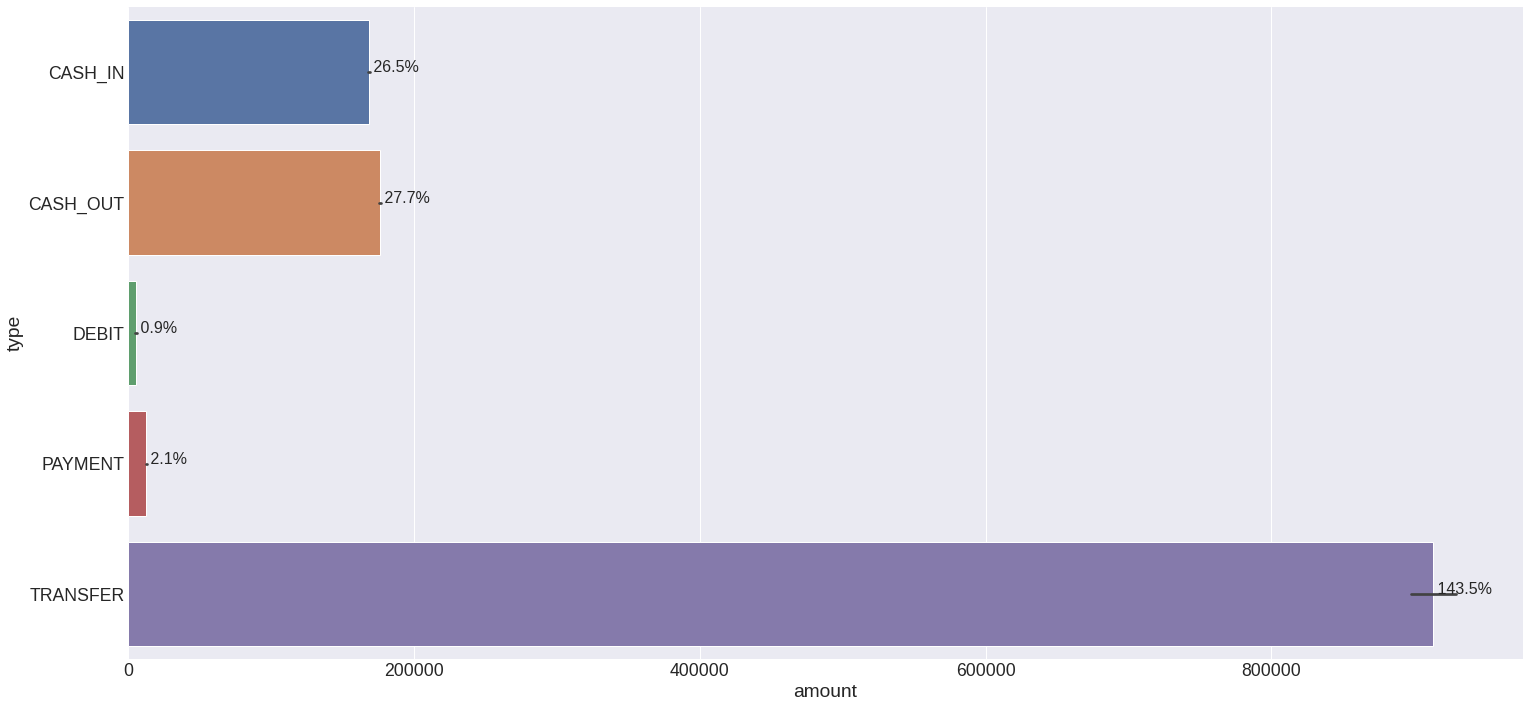 CASH_IN
26.5%
CASH_OUT
27.7%
DEBIT
0.9%
PAYMENT
2.1%
TRANSFER
143.5%
type
0 200000 400000 600000 800000
amount